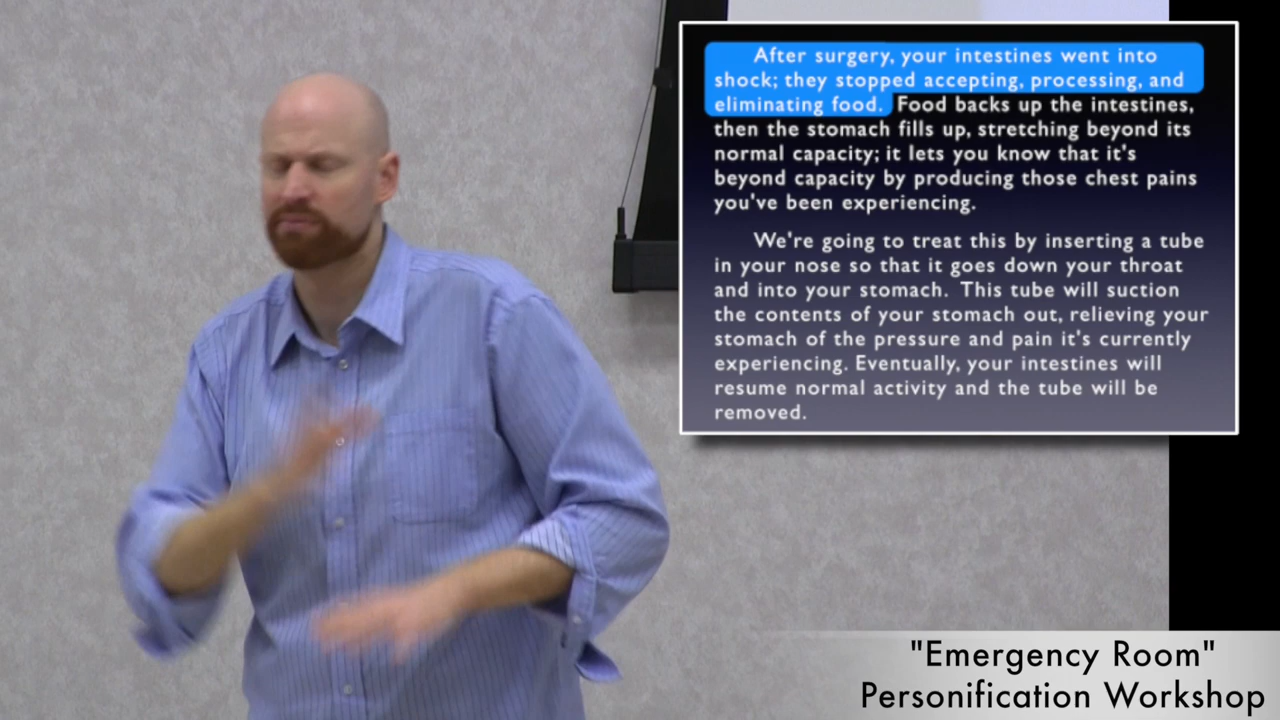 After surgery, your intestines went into
shock; they stopped accepting, processing, and
eliminating food. Food backs up the intestines,
then the stomach fills up, stretching beyond its
normal capacity; it lets you know that it's
beyond capacity by producing those chest pains
you've been experiencing.
We're going to treat this by inserting a tube
in your nose so that it goes down your throat
and into your stomach. This tube will suction
the contents of your stomach out, relieving your
stomach of the pressure and pain it's currently
experiencing. Eventually, your intestines will
resume normal activity and the tube will be
removed.
"Emergency Room"
Personification Workshop